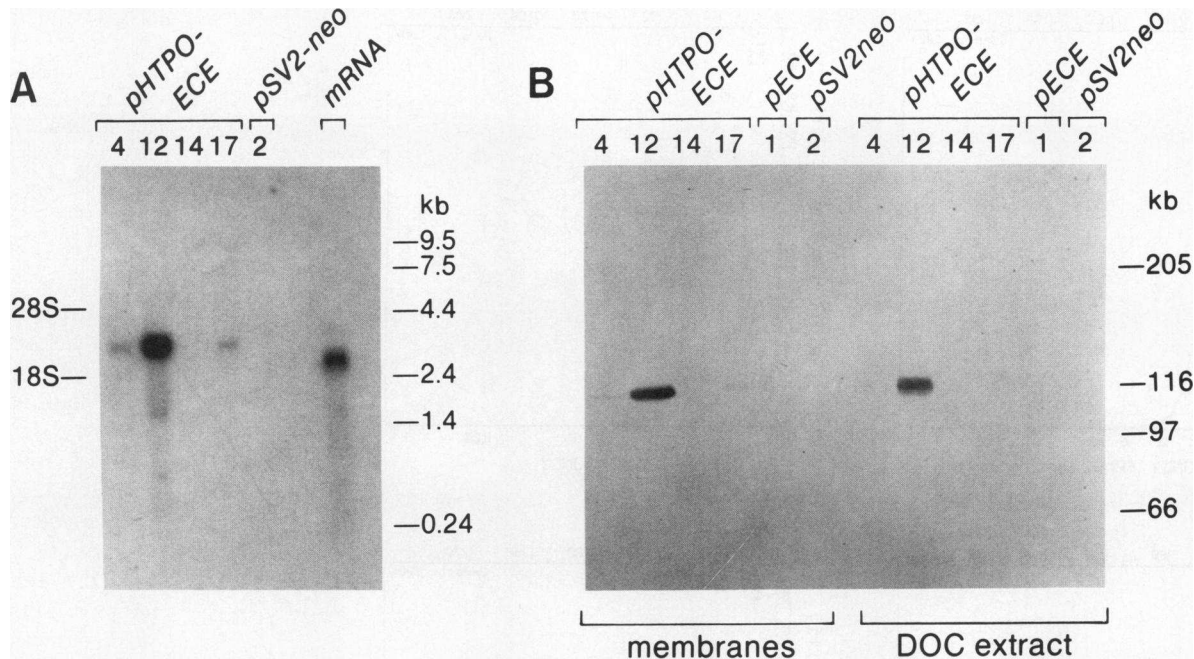 A
pHTPO-
ECE
pSV2-neo
mRNA
4 12 14 17 2
kb
—9.5
—7.5
28S— —4.4
18S— —2.4
—1.4
—0.24
B
pHTPO-
ECE
pECE
pSV2neo
pHTPO-
ECE
pECE
pSV2neo
4 12 14 17 1 2 4 12 14 17 1 2
kb
—205
—116
—97
—66
membranes DOC extract